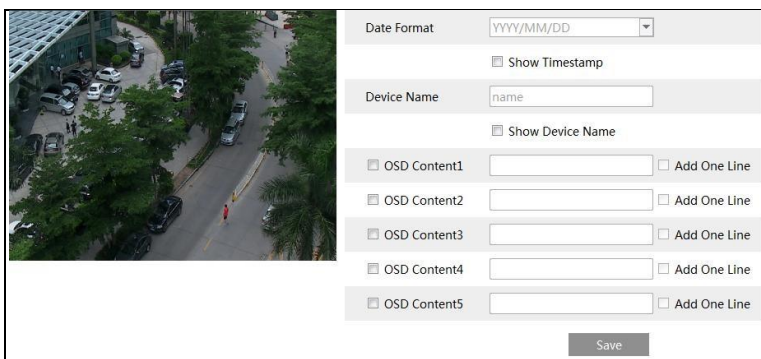 Date Format YYYY/MM/DD
Show Timestamp
Device Name name
Show Device Name
OSD Content1 Add One Line
OSD Content2 Add One Line
OSD Content3 Add One Line
OSD Content4 Add One Line
OSD Content5 Add One Line
Save